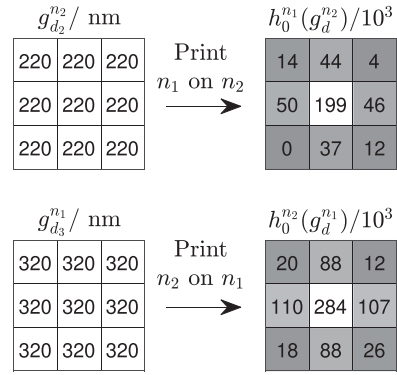 g_{d_2}^{n_2} / nm
h_0^{n_1}(g_d^{n_2})/10^3
220 220 220
220 220 220
220 220 220
Print
n_1 on n_2
14 44 4
50 199 46
0 37 12
g_{d_3}^{n_1} / nm
h_0^{n_2}(g_d^{n_1})/10^3
320 320 320
320 320 320
320 320 320
Print
n_2 on n_1
20 88 12
110 284 107
18 88 26